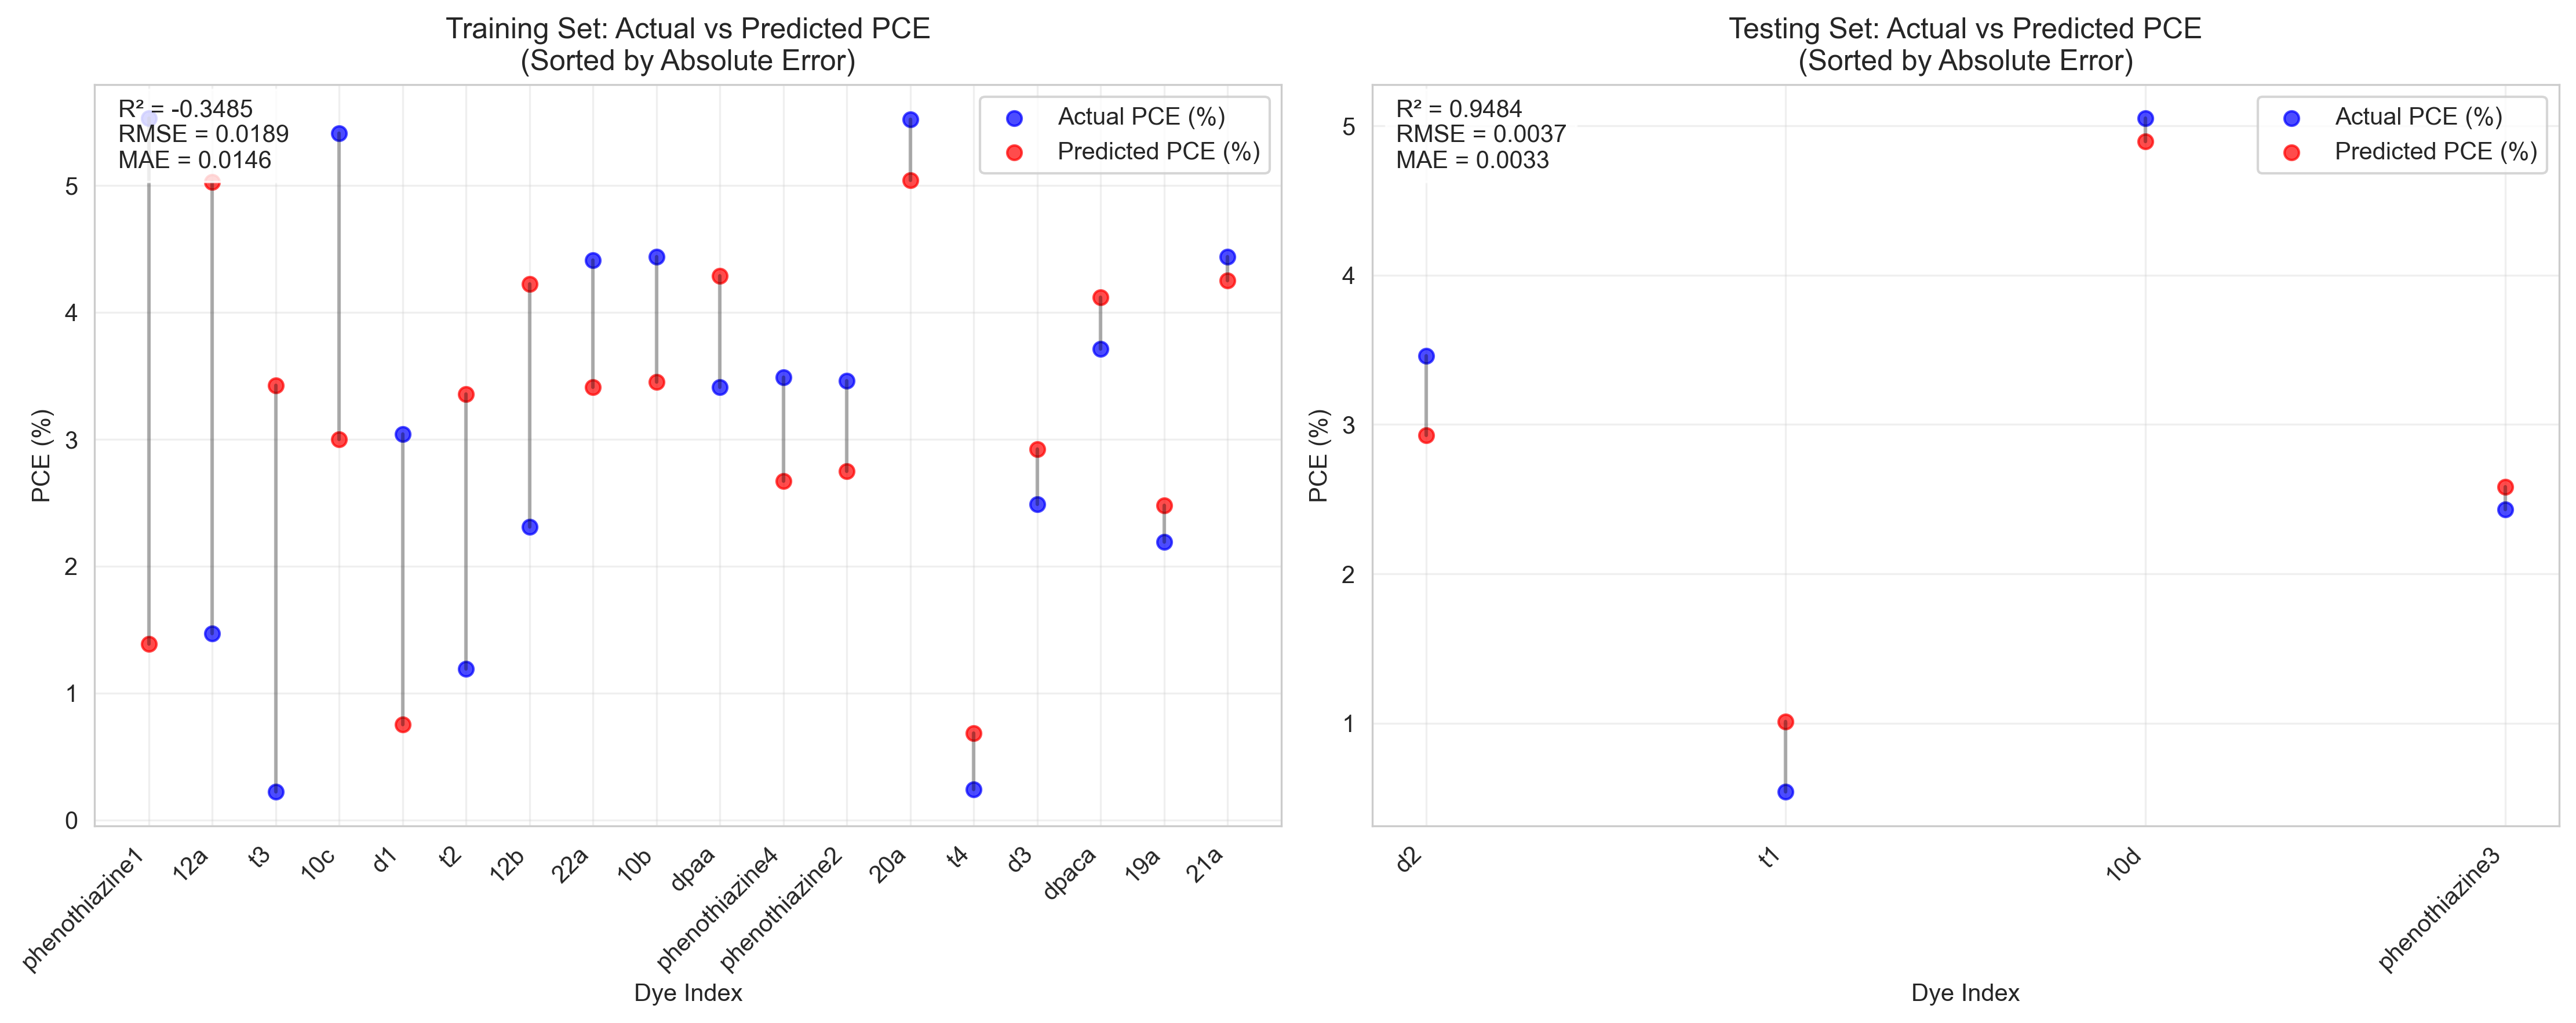 Training Set: Actual vs Predicted PCE
(Sorted by Absolute Error)
R² = -0.3485
RMSE = 0.0189
MAE = 0.0146
Actual PCE (%)
Predicted PCE (%)
PCE (%)
5
4
3
2
1
0
phenothiazine1
12a
t3
10c
d1
t2
12b
22a
10b
dpaa
phenothiazine4
phenothiazine2
20a
t4
d3
dpaca
19a
21a
Dye Index
Testing Set: Actual vs Predicted PCE
(Sorted by Absolute Error)
R² = 0.9484
RMSE = 0.0037
MAE = 0.0033
Actual PCE (%)
Predicted PCE (%)
PCE (%)
5
4
3
2
1
d2
t1
10d
phenothiazine3
Dye Index